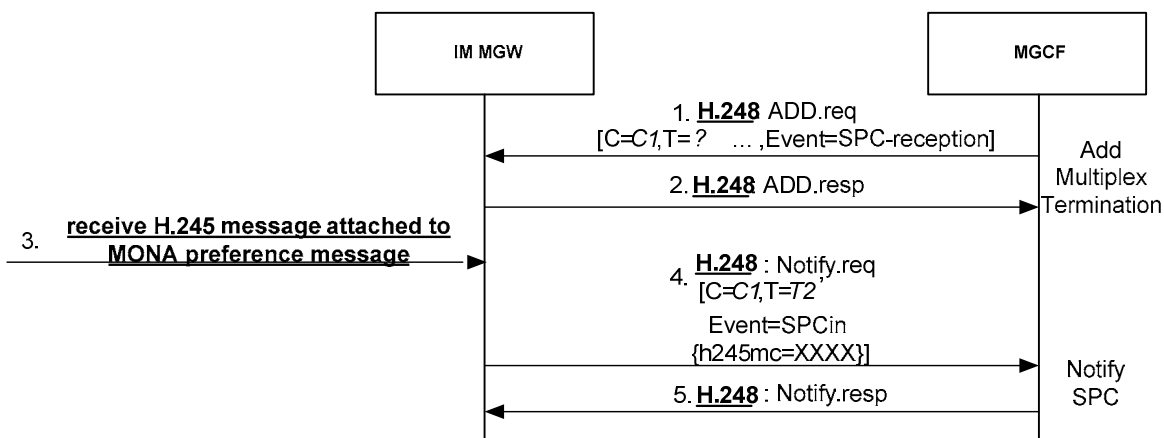 IM MGW
MGCF
1. H.248: ADD.req
[C=C1,T=? ... ,Event=SPC-reception]
Add
Multiplex
Termination
2. H.248: ADD.resp
3. receive H.245 message attached to
MONA preference message
4. H.248 : Notify.req
[C=C1,T=T2,
Event=SPCin
{h245mc=XXXX}]
Notify
SPC
5. H.248 : Notify.resp